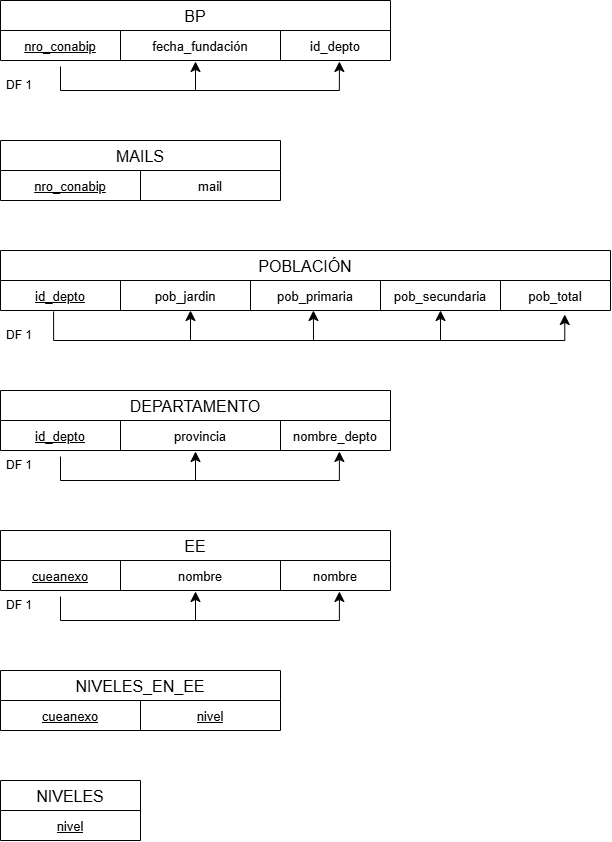 BP
nro_conabip fecha_fundación id_depto
DF 1
MAILS
nro_conabip mail
POBLACIÓN
id_depto pob_jardin pob_primaria pob_secundaria pob_total
DF 1
DEPARTAMENTO
id_depto provincia nombre_depto
DF 1
EE
cueanexo nombre nombre
DF 1
NIVELES_EN_EE
cueanexo nivel
NIVELES
nivel